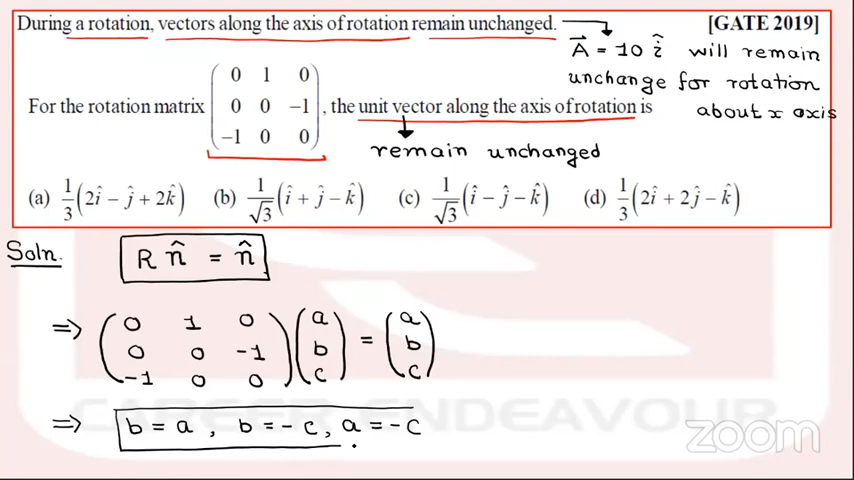 During a rotation, vectors along the axis of rotation remain unchanged. [GATE 2019]
A⃗ = 10 î will remain
unchange for rotation
about x axis
For the rotation matrix (0 1 0; 0 0 −1; −1 0 0), the unit vector along the axis of rotation is
remain unchanged
(a) 1/3(2î − ĵ + 2k̂) (b) 1/√3(î + ĵ − k̂) (c) 1/√3(î − ĵ − k̂) (d) 1/3(2î + 2ĵ − k̂)
Soln.
R n̂ = n̂
⇒ (0 1 0; 0 0 −1; −1 0 0)(a; b; c) = (a; b; c)
⇒ b = a, b = −c, a = −c
CAREER ENDEAVOUR
zoom